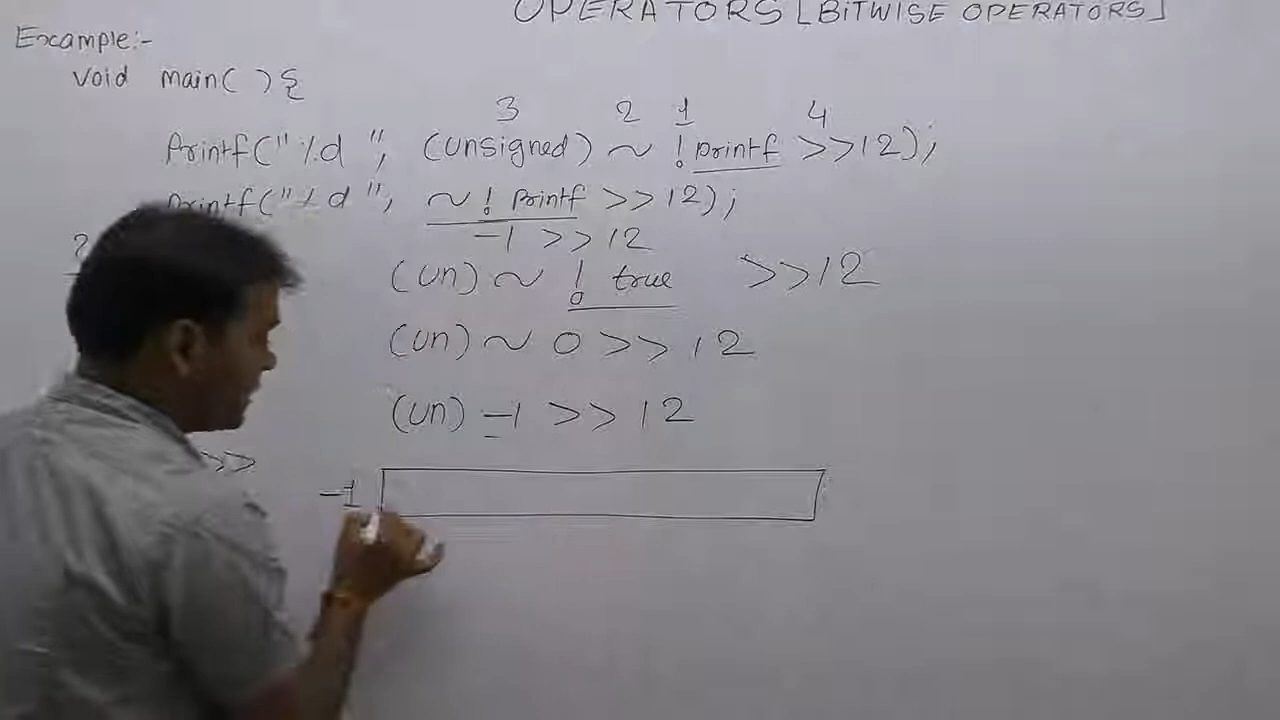 OPERATORS [BITWISE OPERATORS]
Example:-
void main( ) {
3 2 1 4
Printf("%d ", (unsigned) ~ ! printf >>12);
Printf("%d ", ~ ! Printf >>12);
-1 >>12
(un) ~ ! true >>12
(un) ~ 0 >> 12
(un) -1 >> 12
>>
-1